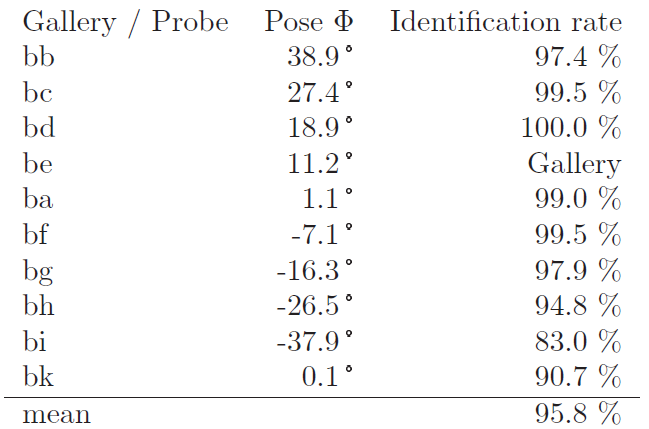 Gallery / Probe Pose Φ Identification rate
bb 38.9° 97.4 %
bc 27.4° 99.5 %
bd 18.9° 100.0 %
be 11.2° Gallery
ba 1.1° 99.0 %
bf -7.1° 99.5 %
bg -16.3° 97.9 %
bh -26.5° 94.8 %
bi -37.9° 83.0 %
bk 0.1° 90.7 %
mean 95.8 %